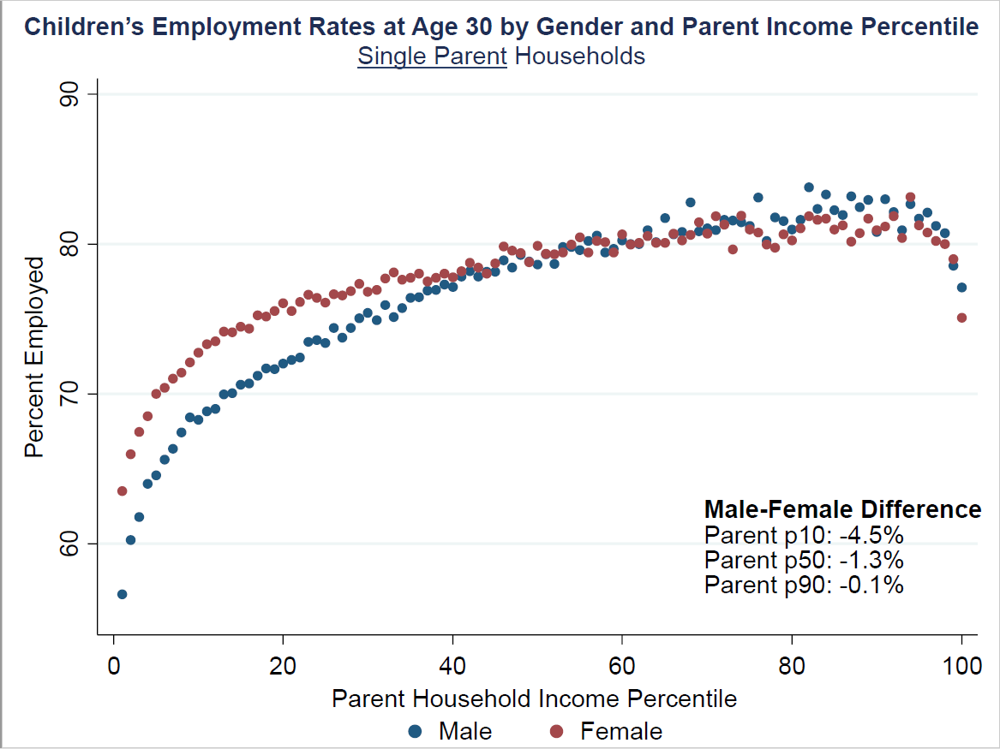 Children’s Employment Rates at Age 30 by Gender and Parent Income Percentile
Single Parent Households
90
80
70
60
Percent Employed
Male-Female Difference
Parent p10: -4.5%
Parent p50: -1.3%
Parent p90: -0.1%
0 20 40 60 80 100
Parent Household Income Percentile
Male Female